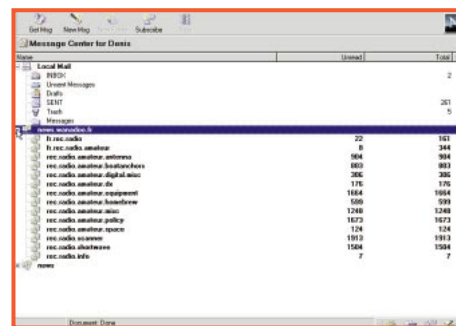 Get Msg New Msg Subscribe
Message Center for Denis
Name Unread Total
Local Mail
INBOX 2
Unsent Messages
Drafts
SENT 261
Trash 5
Messages
news.wanadoo.fr
fr.rec.radio 22 161
fr.rec.radio.amateur 8 344
rec.radio.amateur.antenna 904 904
rec.radio.amateur.boatanchors 883 883
rec.radio.amateur.digital.misc 306 306
rec.radio.amateur.dx 176 176
rec.radio.amateur.equipment 1664 1664
rec.radio.amateur.homebrew 599 599
rec.radio.amateur.misc 1248 1248
rec.radio.amateur.policy 1673 1673
rec.radio.amateur.space 124 124
rec.radio.scanner 1913 1913
rec.radio.shortwave 1504 1504
rec.radio.info 7 7
news
Document: Done